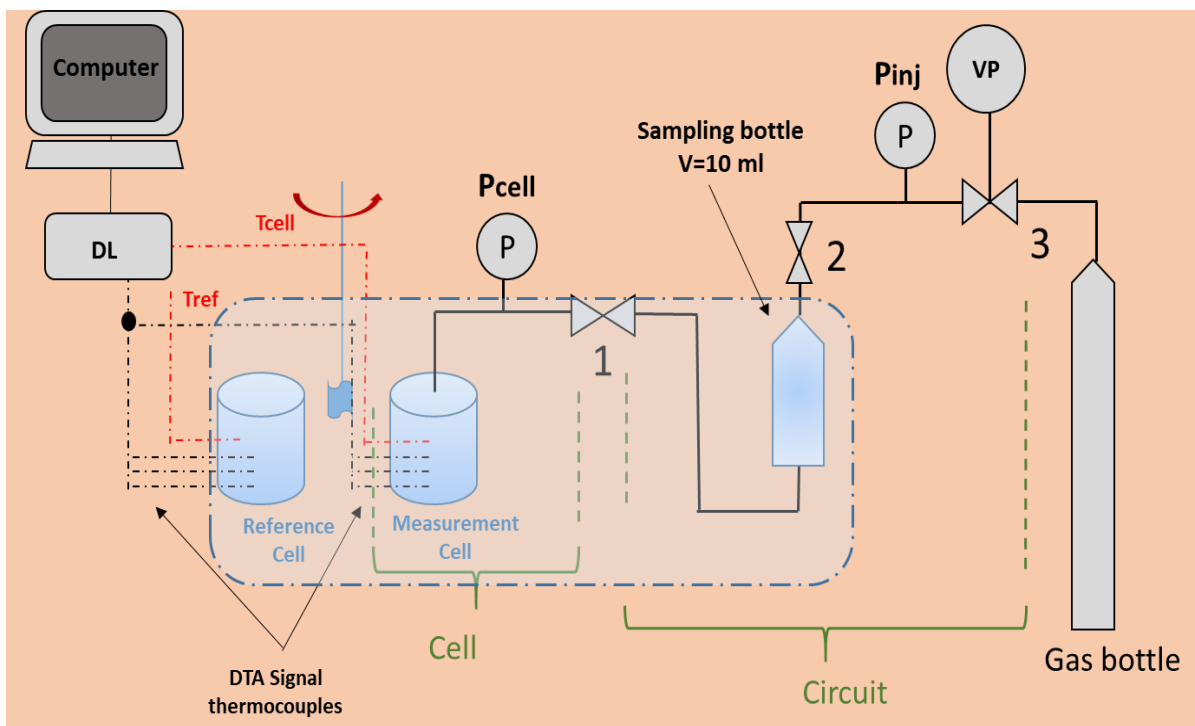 Computer
VP
Pinj
P
Sampling bottle
V=10 ml
Pcell
P
Tcell
DL
2
3
Tref
1
Reference
Cell
Measurement
Cell
Cell
Gas bottle
DTA Signal
thermocouples
Circuit